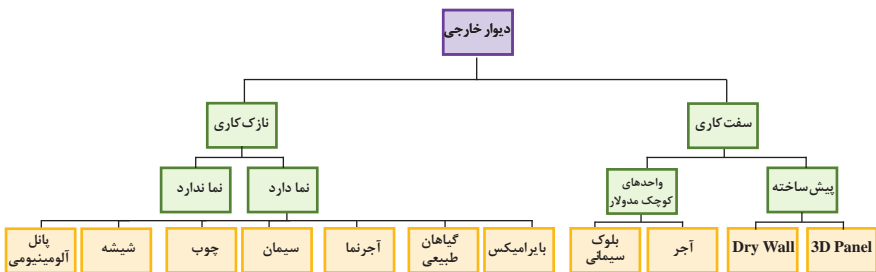 دیوار خارجی
سفت‌کاری
نازک‌کاری
پیش‌ساخته
واحدهای
کوچک مدولار
نما دارد
نما ندارد
3D Panel
Dry Wall
آجر
بلوک
سیمانی
بایرامیکس
گیاهان
طبیعی
آجرنما
سیمان
چوب
شیشه
پانل
آلومینیومی